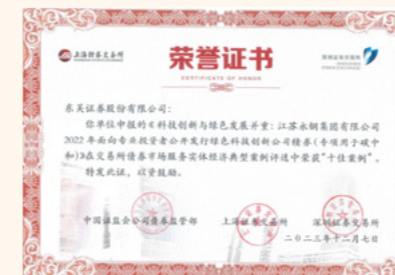 上海证券交易所
荣誉证书
CERTIFICATE OF HONOR
深圳证券交易所
东吴证券股份有限公司：
你单位申报的《科技创新与绿色发展并重：江苏永钢集团有限公司
2022年面向专业投资者公开发行绿色科技创新公司债券(专项用于碳中
和)》在交易所债券市场服务实体经济典型案例评选中荣获“十佳案例”。
特发此证，以资鼓励。
中国证监会公司债券监管部 上海证券交易所 深圳证券交易所
二〇二三年十二月七日